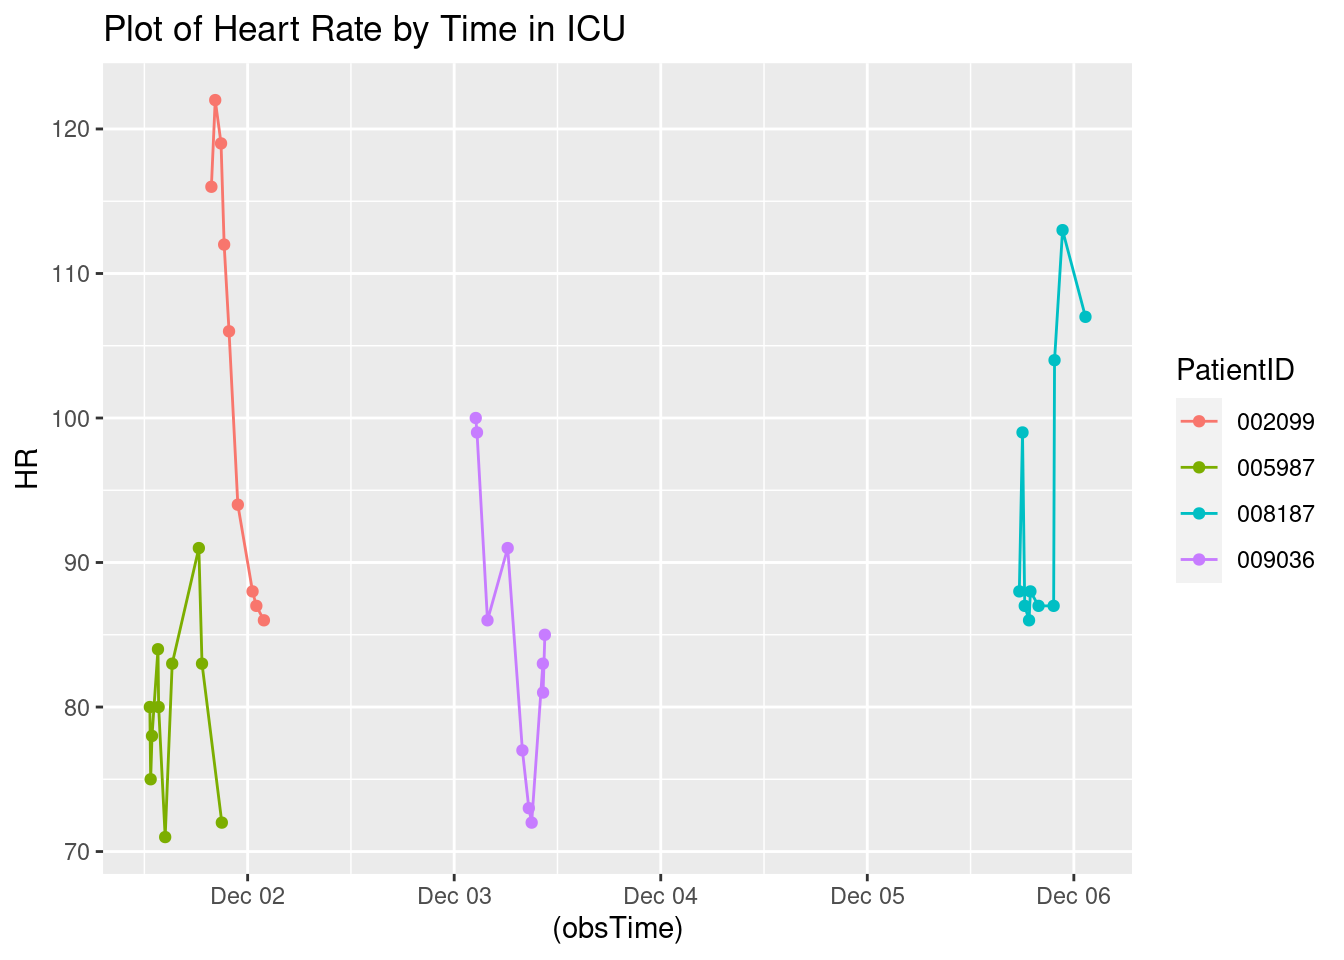 Plot of Heart Rate by Time in ICU
120
110
100
90
80
70
HR
Dec 02 Dec 03 Dec 04 Dec 05 Dec 06
(obsTime)
PatientID
002099
005987
008187
009036